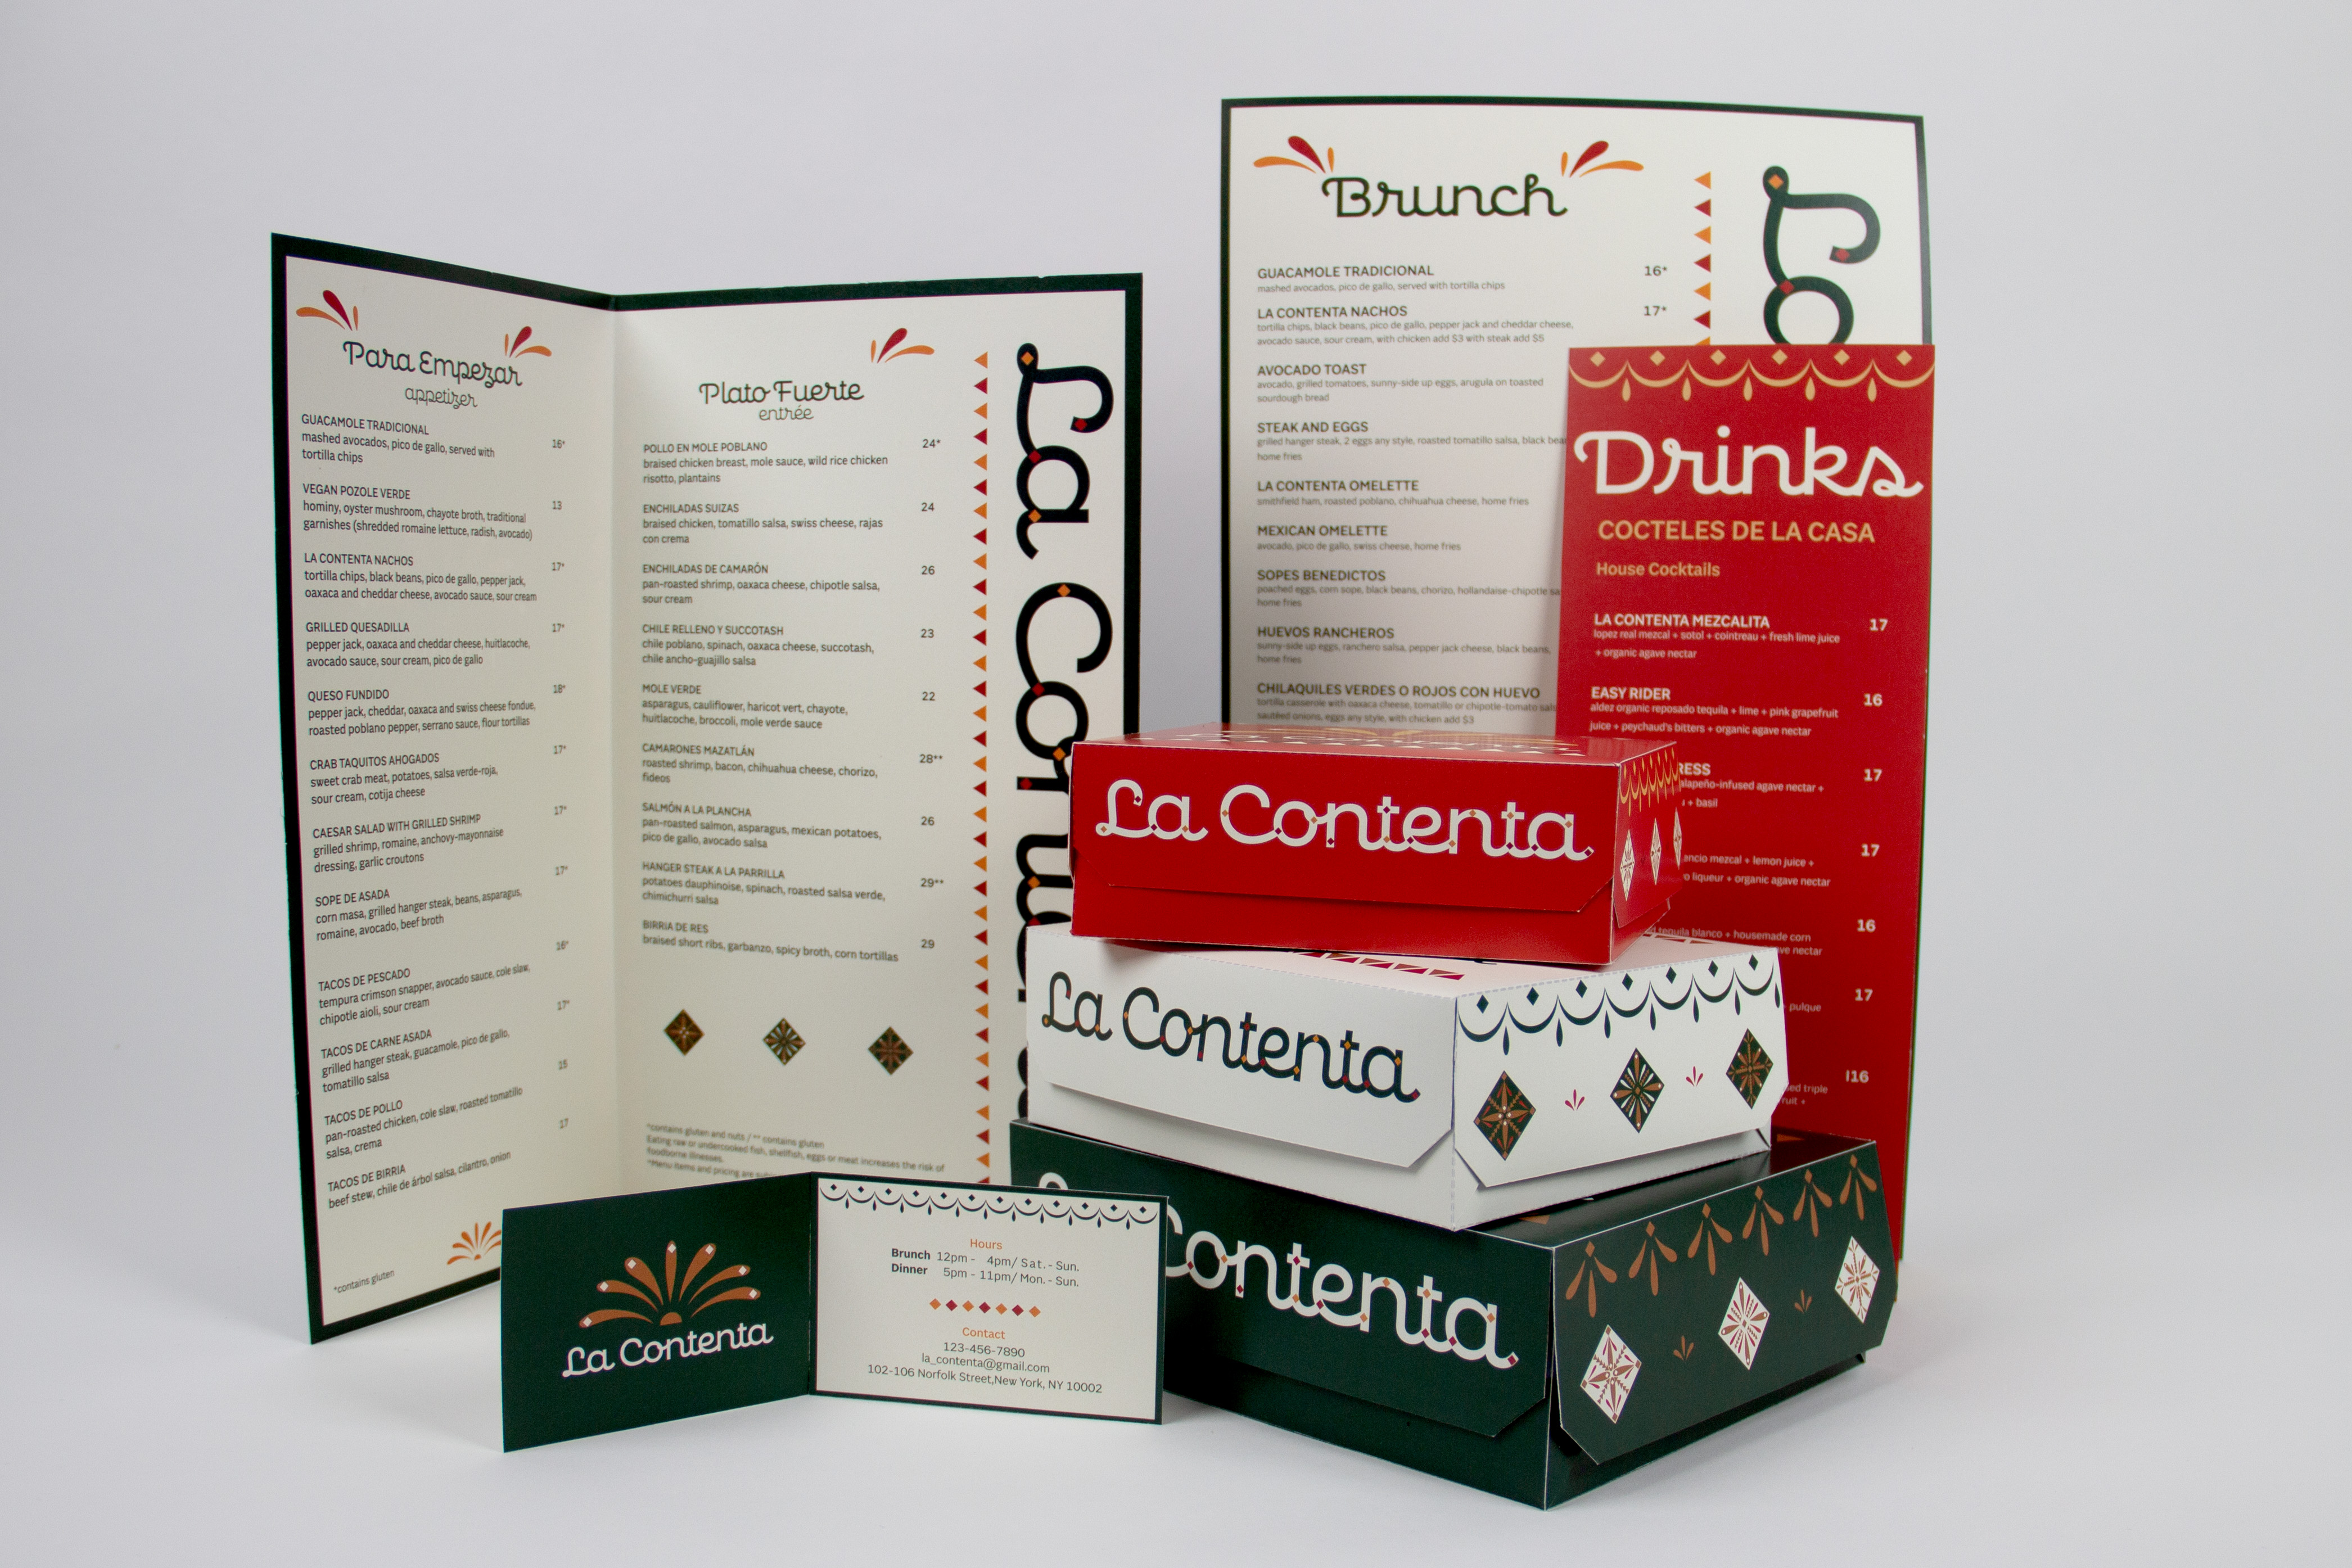 Para Empezar
appetizer
GUACAMOLE TRADICIONAL
mashed avocados, pico de gallo, served with 16*
tortilla chips
VEGAN POZOLE VERDE
hominy, oyster mushroom, chayote broth, traditional 13
garnishes (shredded romaine lettuce, radish, avocado)
LA CONTENTA NACHOS
tortilla chips, black beans, pico de gallo, pepper jack, 17*
oaxaca and cheddar cheese, avocado sauce, sour cream
GRILLED QUESADILLA 17*
pepper jack, oaxaca and cheddar cheese, huitlacoche,
avocado sauce, sour cream, pico de gallo
QUESO FUNDIDO 18*
pepper jack, cheddar, oaxaca and swiss cheese fondue,
roasted poblano pepper, serrano sauce, flour tortillas
CRAB TAQUITOS AHOGADOS 17*
sweet crab meat, potatoes, salsa verde-roja,
sour cream, cotija cheese
CAESAR SALAD WITH GRILLED SHRIMP 17*
grilled shrimp, romaine, anchovy-mayonnaise
dressing, garlic croutons
SOPE DE ASADA 17*
corn masa, grilled hanger steak, beans, asparagus,
romaine, avocado, beef broth
TACOS DE PESCADO 16*
tempura crimson snapper, avocado sauce, cole slaw,
chipotle aioli, sour cream
TACOS DE CARNE ASADA 17*
grilled hanger steak, guacamole, pico de gallo,
tomatillo salsa
TACOS DE POLLO 15
pan-roasted chicken, cole slaw, roasted tomatillo
salsa, crema
TACOS DE BIRRIA 17
beef stew, chile de árbol salsa, cilantro, onion
*contains gluten
Plato Fuerte
entrée
POLLO EN MOLE POBLANO 24*
braised chicken breast, mole sauce, wild rice chicken
risotto, plantains
ENCHILADAS SUIZAS 24
braised chicken, tomatillo salsa, swiss cheese, rajas
con crema
ENCHILADAS DE CAMARÓN 26
pan-roasted shrimp, oaxaca cheese, chipotle salsa,
sour cream
CHILE RELLENO Y SUCCOTASH 23
chile poblano, spinach, oaxaca cheese, succotash,
chile ancho-guajillo salsa
MOLE VERDE 22
asparagus, cauliflower, haricot vert, chayote,
huitlacoche, broccoli, mole verde sauce
CAMARONES MAZATLÁN 28**
roasted shrimp, bacon, chihuahua cheese, chorizo,
fideos
SALMÓN A LA PLANCHA 26
pan-roasted salmon, asparagus, mexican potatoes,
pico de gallo, avocado salsa
HANGER STEAK A LA PARRILLA 29**
potatoes dauphinoise, spinach, roasted salsa verde,
chimichurri salsa
BIRRIA DE RES 29
braised short ribs, garbanzo, spicy broth, corn tortillas
*contains gluten and nuts / ** contains gluten
Eating raw or undercooked fish, shellfish, eggs or meat increases the risk of
foodborne illnesses.
*Menu items and pricing are
La Con
Brunch
GUACAMOLE TRADICIONAL 16*
mashed avocados, pico de gallo, served with tortilla chips
LA CONTENTA NACHOS 17*
tortilla chips, black beans, pico de gallo, pepper jack and cheddar cheese,
avocado sauce, sour cream, with chicken add $3 with steak add $5
AVOCADO TOAST
avocado, grilled tomatoes, sunny-side up eggs, arugula on toasted
sourdough bread
STEAK AND EGGS
grilled hanger steak, 2 eggs any style, roasted tomatillo salsa, black
home fries
LA CONTENTA OMELETTE
smithfield ham, roasted poblano, chihuahua cheese, home fries
MEXICAN OMELETTE
avocado, pico de gallo, swiss cheese, home fries
SOPES BENEDICTOS
poached eggs, corn sope, black beans, chorizo, hollandaise-chipotle
home fries
HUEVOS RANCHEROS
sunny-side up eggs, ranchero salsa, pepper jack cheese, black beans,
home fries
CHILAQUILES VERDES O ROJOS CON HUEVO
tortilla casserole with oaxaca cheese, tomatillo or chipotle-tomato
sautéed onions, eggs any style, with chicken add $3
Drinks
COCTELES DE LA CASA
House Cocktails
LA CONTENTA MEZCALITA 17
lopez real mezcal + sotol + cointreau + fresh lime juice
+ organic agave nectar
EASY RIDER 16
aldez organic reposado tequila + lime + pink grapefruit
juice + peychaud's bitters + organic agave nectar
RESS 17
alapeño-infused agave nectar +
+ basil
17
mezcal + lemon juice +
liqueur + organic agave nectar
16
tequila blanco + housemade corn
nectar
17
pulque
116
triple
+
La Contenta
La Contenta
Contenta
La Contenta
Hours
Brunch 12pm - 4pm/ Sat. - Sun.
Dinner 5pm - 11pm/ Mon. - Sun.
Contact
123-456-7890
la_contenta@gmail.com
102-106 Norfolk Street,New York, NY 10002